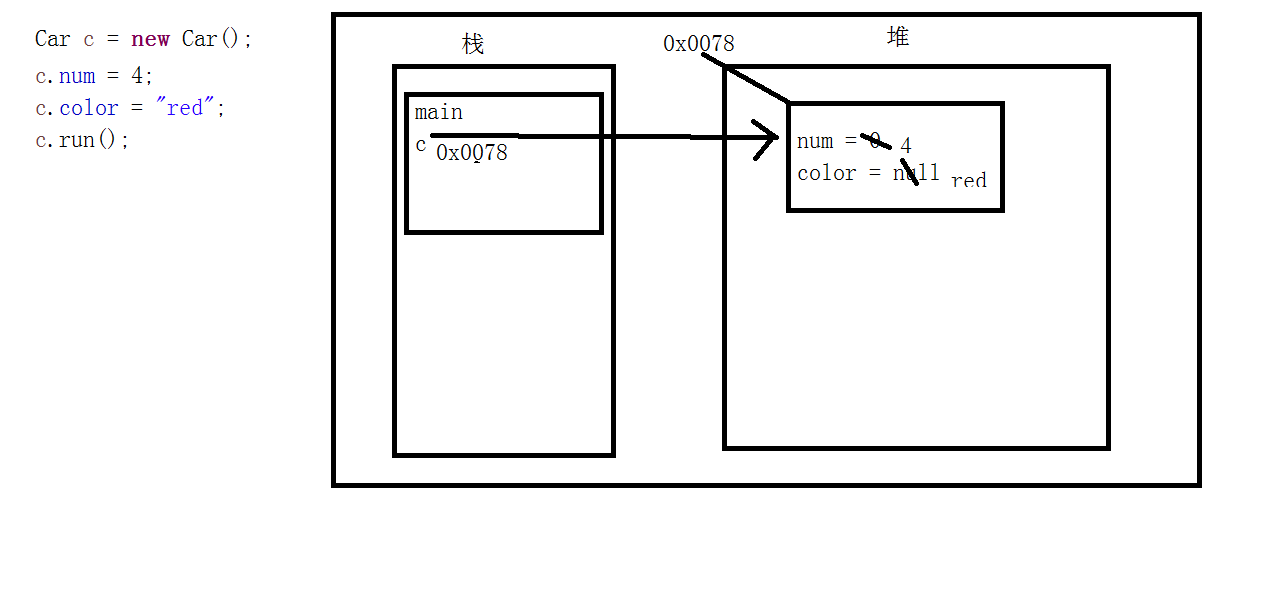 Car c = new Car();
c.num = 4;
c.color = "red";
c.run();
栈
0x0078
堆
main
c 0x0078
num = 0 4
color = null red